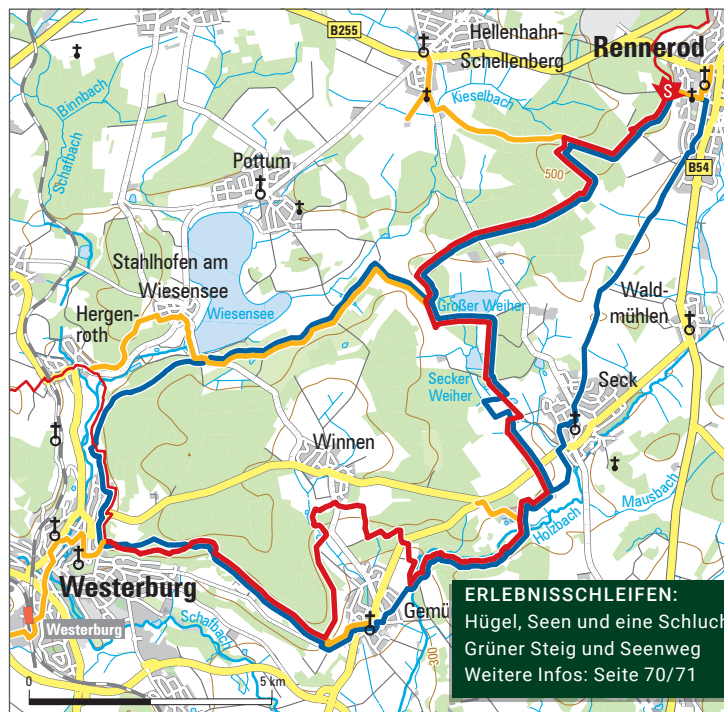 B255
Hellenhahn-
Schellenberg
Rennerod
S
Binnbach
Schafbach
Kieselbach
500
B54
Pottum
Stahlhofen am
Wiesensee
Wiesensee
Hergen-
roth
Großer Weiher
Wald-
mühlen
Secker
Weiher
Seck
Winnen
Mausbach
Holzbach
Westerburg
Schafbach
Westerburg
Gemü
300
0
5 km
ERLEBNISSCHLEIFEN:
Hügel, Seen und eine Schluch
Grüner Steig und Seenweg
Weitere Infos: Seite 70/71